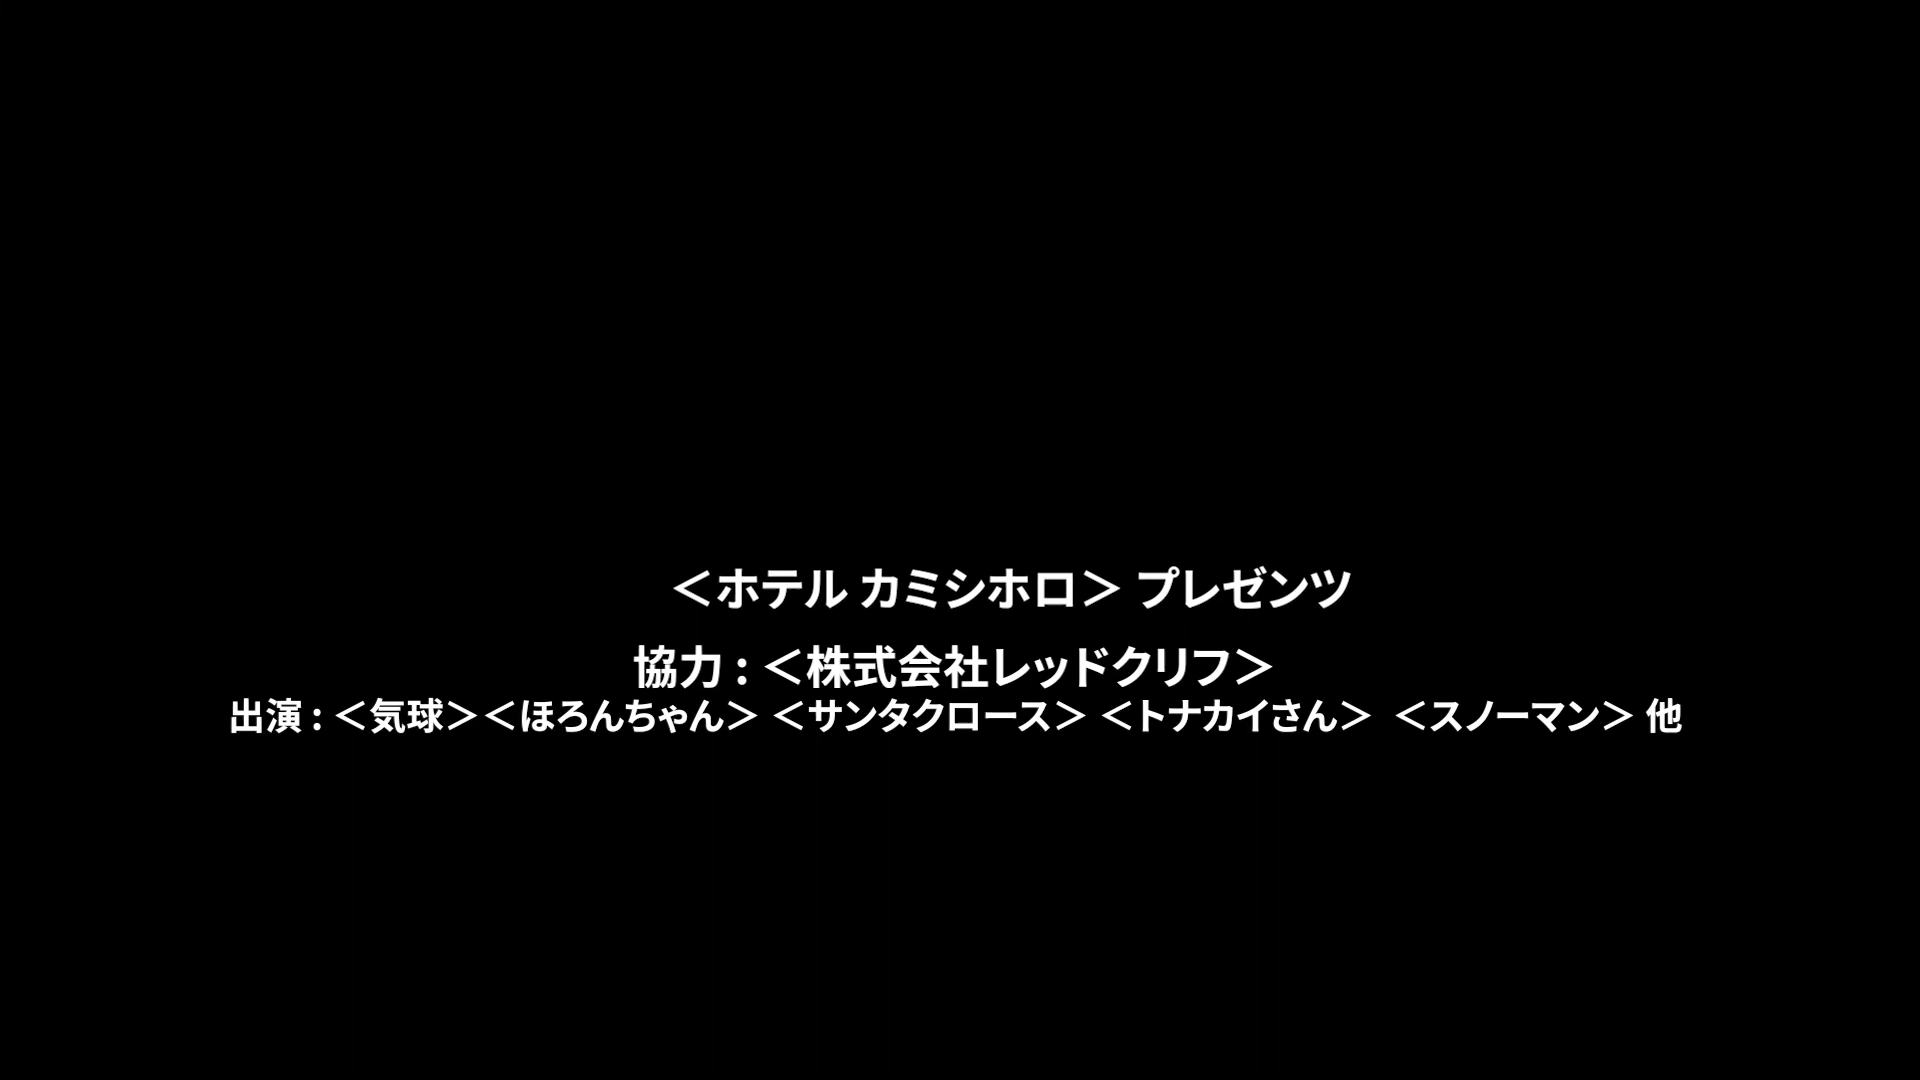 ＜ホテル カミシホロ＞ プレゼンツ
協力：＜株式会社レッドクリフ＞
出演：＜気球＞＜ほろんちゃん＞ ＜サンタクロース＞ ＜トナカイさん＞ ＜スノーマン＞ 他